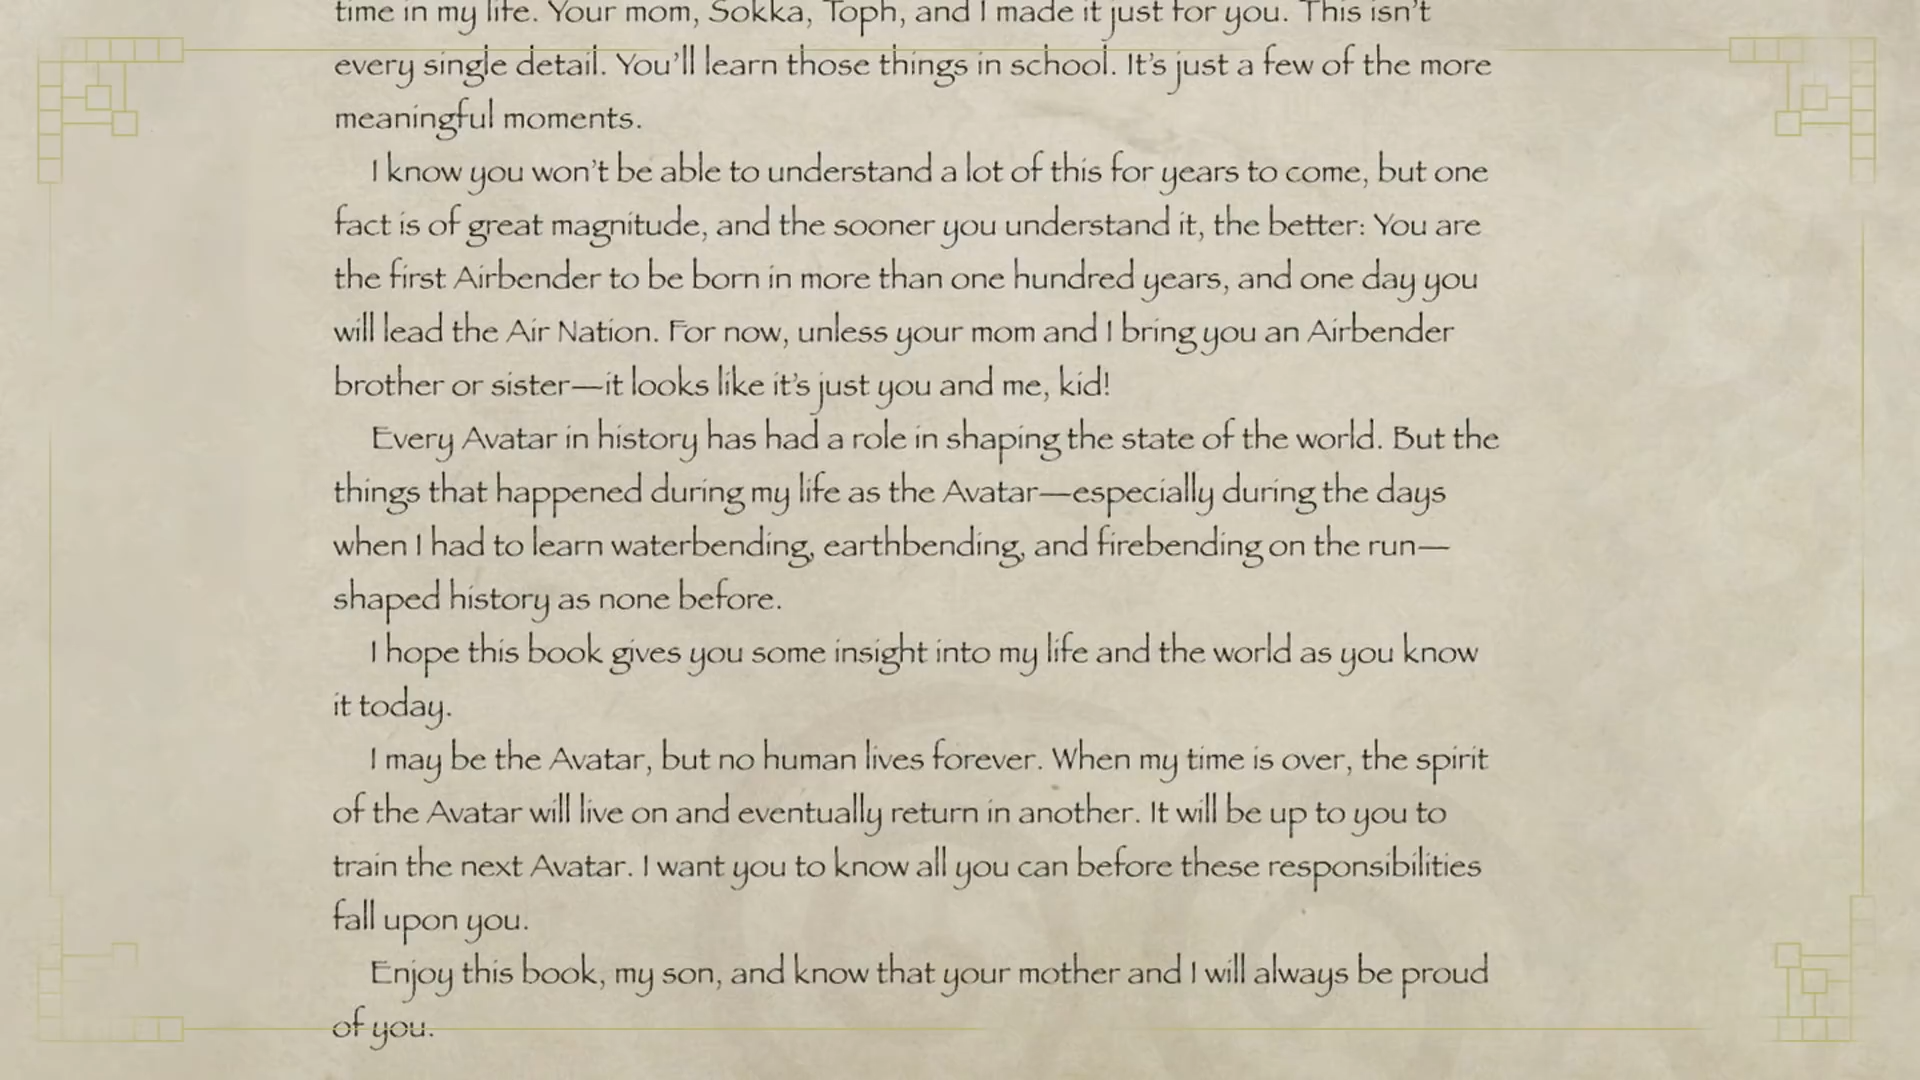 time in my life. Your mom, Sokka, Toph, and I made it just for you. This isn’t
every single detail. You’ll learn those things in school. It’s just a few of the more
meaningful moments.
I know you won’t be able to understand a lot of this for years to come, but one
fact is of great magnitude, and the sooner you understand it, the better: You are
the first Airbender to be born in more than one hundred years, and one day you
will lead the Air Nation. For now, unless your mom and I bring you an Airbender
brother or sister—it looks like it’s just you and me, kid!
Every Avatar in history has had a role in shaping the state of the world. But the
things that happened during my life as the Avatar—especially during the days
when I had to learn waterbending, earthbending, and firebending on the run—
shaped history as none before.
I hope this book gives you some insight into my life and the world as you know
it today.
I may be the Avatar, but no human lives forever. When my time is over, the spirit
of the Avatar will live on and eventually return in another. It will be up to you to
train the next Avatar. I want you to know all you can before these responsibilities
fall upon you.
Enjoy this book, my son, and know that your mother and I will always be proud
of you.